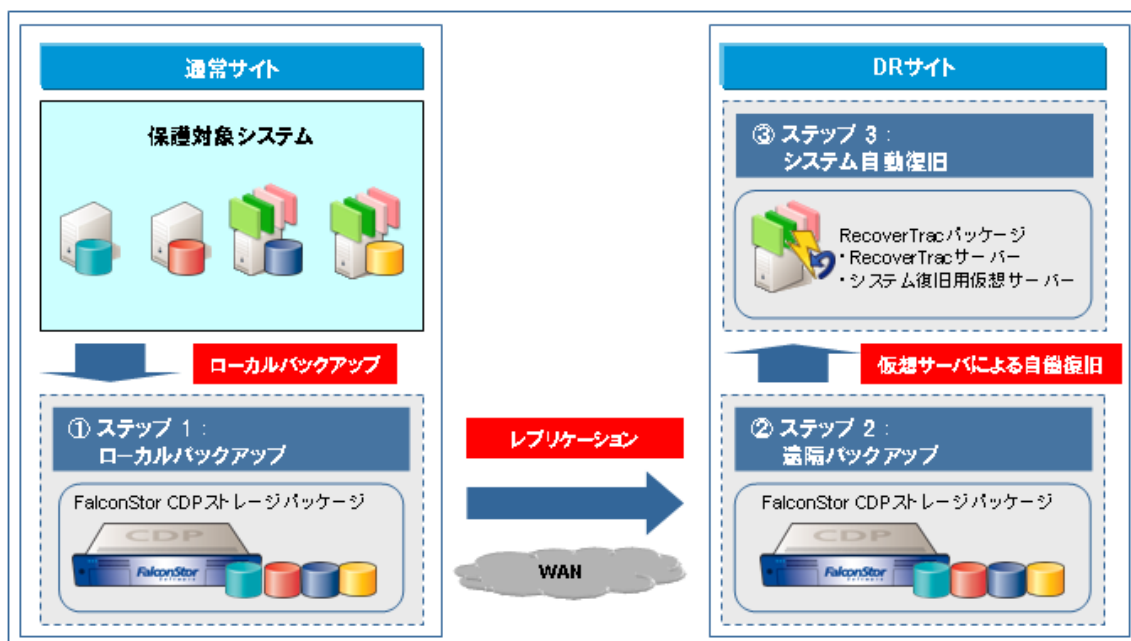 通常サイト
保護対象システム
ローカルバックアップ
① ステップ 1：
ローカルバックアップ
FalconStor CDPストレージパッケージ
CDP
FalconStor
Software
レプリケーション
WAN
DRサイト
③ ステップ 3：
システム自動復旧
RecoverTracパッケージ
・RecoverTracサーバー
・システム復旧用仮想サーバー
仮想サーバによる自働復旧
② ステップ 2：
遠隔バックアップ
FalconStor CDPストレージパッケージ
CDP
FalconStor
Software